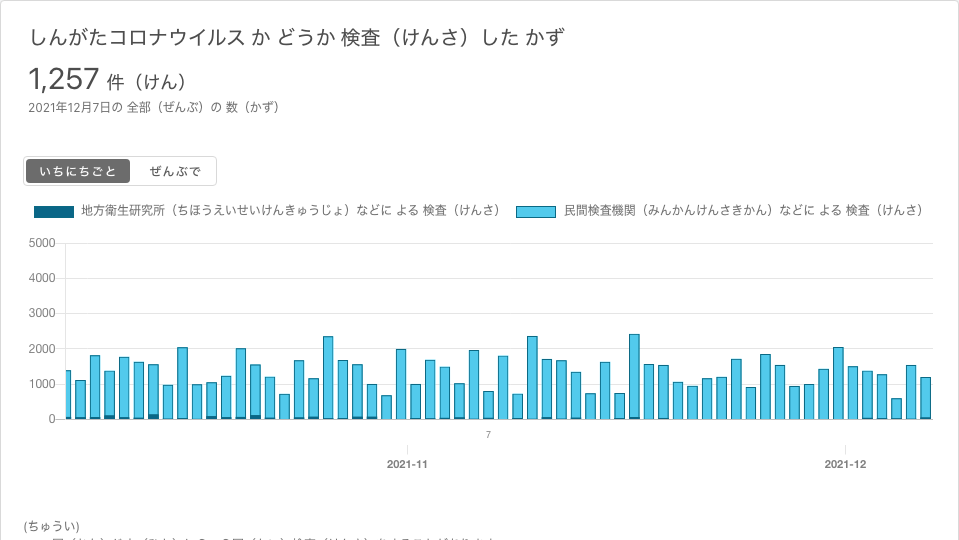 しんがたコロナウイルス か どうか 検査（けんさ）した かず
1,257 件（けん）
2021年12月7日の 全部（ぜんぶ）の 数（かず）
いちにちごと ぜんぶで
地方衛生研究所（ちほうえいせいけんきゅうじょ）などに よる 検査（けんさ） 民間検査機関（みんかんけんさきかん）などに よる 検査（けんさ）
5000
4000
3000
2000
1000
0
7
2021-11 2021-12
(ちゅうい)